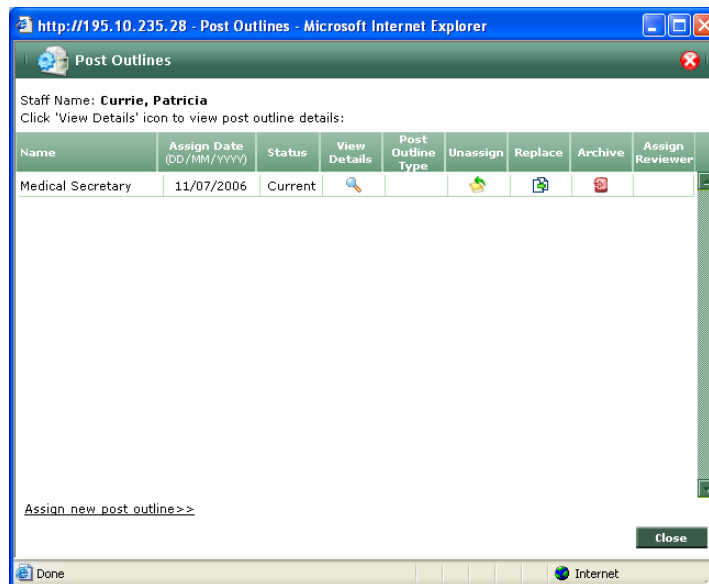 http://195.10.235.28 - Post Outlines - Microsoft Internet Explorer
Post Outlines
Staff Name: Currie, Patricia
Click 'View Details' icon to view post outline details:
Name Assign Date (DD/MM/YYYY) Status View Details Post Outline Type Unassign Replace Archive Assign Reviewer
Medical Secretary 11/07/2006 Current
Assign new post outline>>
Close
Done Internet